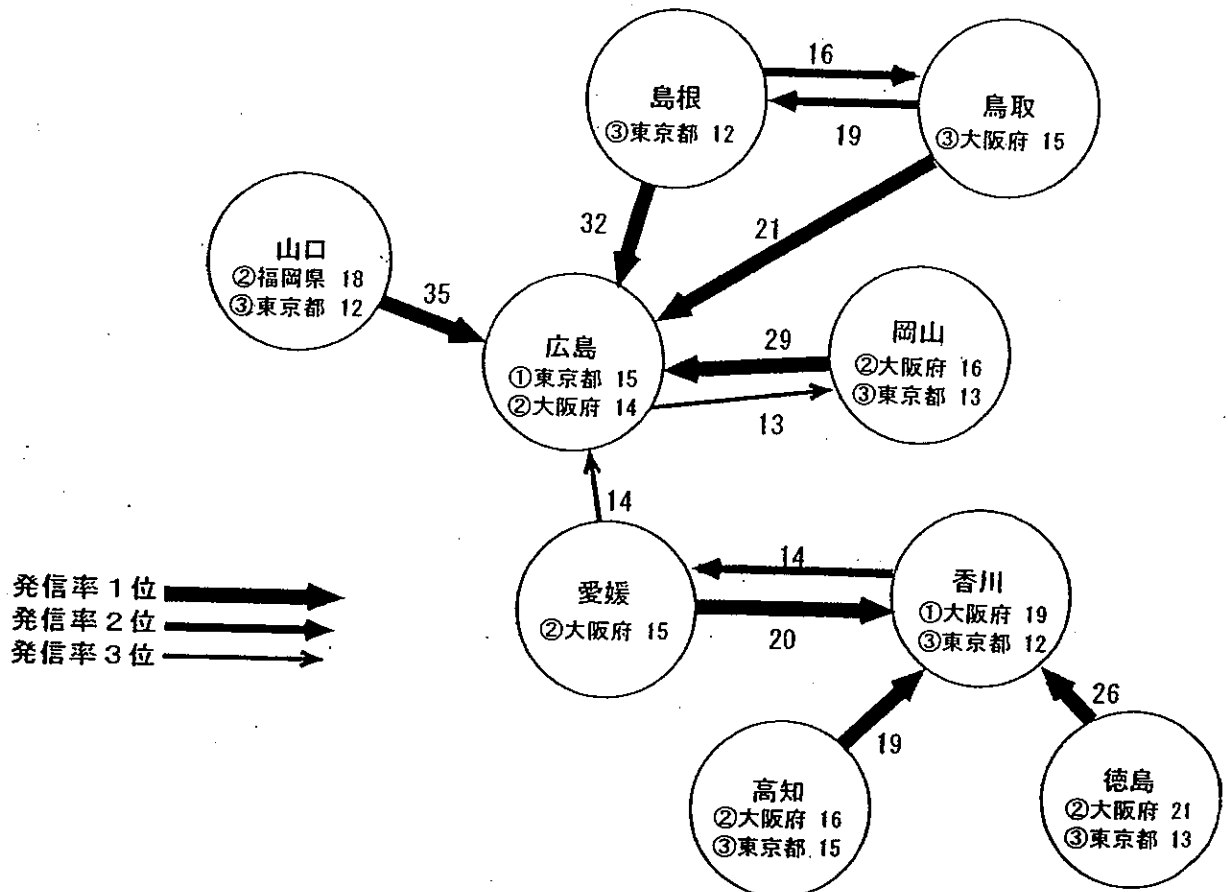 16
島根
③東京都 12
19
鳥取
③大阪府 15
32
21
山口
②福岡県 18
③東京都 12
35
広島
①東京都 15
②大阪府 14
29
13
岡山
②大阪府 16
③東京都 13
14
愛媛
②大阪府 15
14
20
香川
①大阪府 19
③東京都 12
発信率1位
発信率2位
発信率3位
19
26
高知
②大阪府 16
③東京都 15
徳島
②大阪府 21
③東京都 13